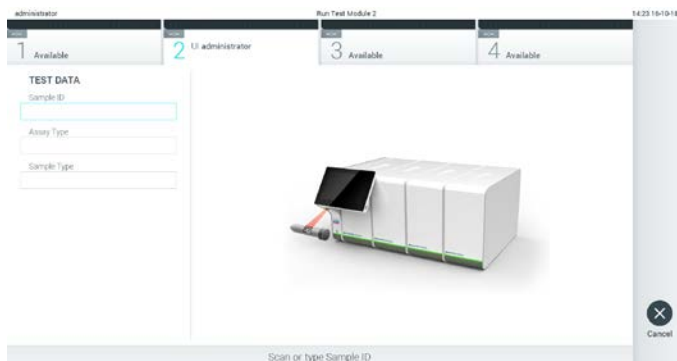 administrator
Run Test Module 2
14:23 16-10-18
1 Available
2 UI administrator
3 Available
4 Available
TEST DATA
Sample ID
Assay Type
Sample Type
Cancel
Scan or type Sample ID